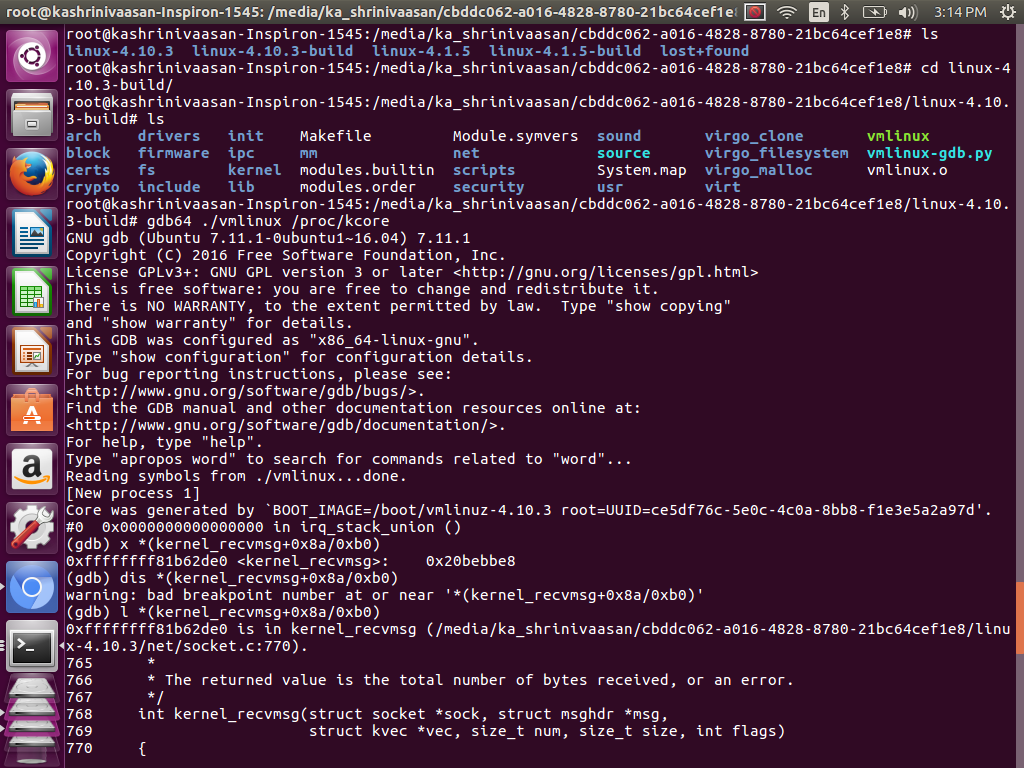 root@kashrinivaasan-Inspiron-1545: /media/ka_shrinivaasan/cbddc062-a016-4828-8780-21bc64cef1e8
En
3:14 PM
root@kashrinivaasan-Inspiron-1545:/media/ka_shrinivaasan/cbddc062-a016-4828-8780-21bc64cef1e8# ls
linux-4.10.3  linux-4.10.3-build  linux-4.1.5  linux-4.1.5-build  lost+found
root@kashrinivaasan-Inspiron-1545:/media/ka_shrinivaasan/cbddc062-a016-4828-8780-21bc64cef1e8# cd linux-4
.10.3-build/
root@kashrinivaasan-Inspiron-1545:/media/ka_shrinivaasan/cbddc062-a016-4828-8780-21bc64cef1e8/linux-4.10.
3-build# ls
arch    drivers   init    Makefile         Module.symvers  sound       virgo_clone       vmlinux
block   firmware  ipc     mm               net             source      virgo_filesystem  vmlinux-gdb.py
certs   fs        kernel  modules.builtin  scripts         System.map  virgo_malloc      vmlinux.o
crypto  include   lib     modules.order    security        usr         virt
root@kashrinivaasan-Inspiron-1545:/media/ka_shrinivaasan/cbddc062-a016-4828-8780-21bc64cef1e8/linux-4.10.
3-build# gdb64 ./vmlinux /proc/kcore
GNU gdb (Ubuntu 7.11.1-0ubuntu1~16.04) 7.11.1
Copyright (C) 2016 Free Software Foundation, Inc.
License GPLv3+: GNU GPL version 3 or later <http://gnu.org/licenses/gpl.html>
This is free software: you are free to change and redistribute it.
There is NO WARRANTY, to the extent permitted by law.  Type "show copying"
and "show warranty" for details.
This GDB was configured as "x86_64-linux-gnu".
Type "show configuration" for configuration details.
For bug reporting instructions, please see:
<http://www.gnu.org/software/gdb/bugs/>.
Find the GDB manual and other documentation resources online at:
<http://www.gnu.org/software/gdb/documentation/>.
For help, type "help".
Type "apropos word" to search for commands related to "word"...
Reading symbols from ./vmlinux...done.
[New process 1]
Core was generated by `BOOT_IMAGE=/boot/vmlinuz-4.10.3 root=UUID=ce5df76c-5e0c-4c0a-8bb8-f1e3e5a2a97d'.
#0  0x0000000000000000 in irq_stack_union ()
(gdb) x *(kernel_recvmsg+0x8a/0xb0)
0xffffffff81b62de0 <kernel_recvmsg>:    0x20bebbe8
(gdb) dis *(kernel_recvmsg+0x8a/0xb0)
warning: bad breakpoint number at or near '*(kernel_recvmsg+0x8a/0xb0)'
(gdb) l *(kernel_recvmsg+0x8a/0xb0)
0xffffffff81b62de0 is in kernel_recvmsg (/media/ka_shrinivaasan/cbddc062-a016-4828-8780-21bc64cef1e8/linu
x-4.10.3/net/socket.c:770).
765      *
766      * The returned value is the total number of bytes received, or an error.
767      */
768     int kernel_recvmsg(struct socket *sock, struct msghdr *msg,
769                        struct kvec *vec, size_t num, size_t size, int flags)
770     {